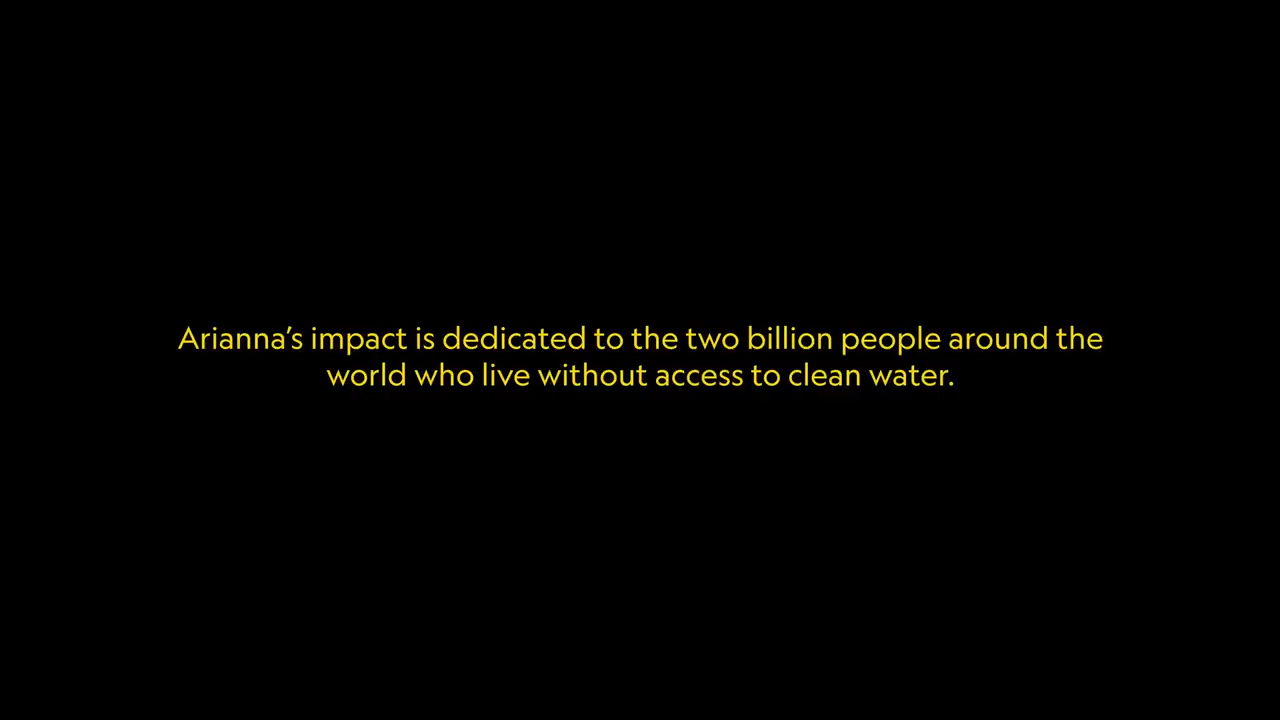 Arianna’s impact is dedicated to the two billion people around the
world who live without access to clean water.